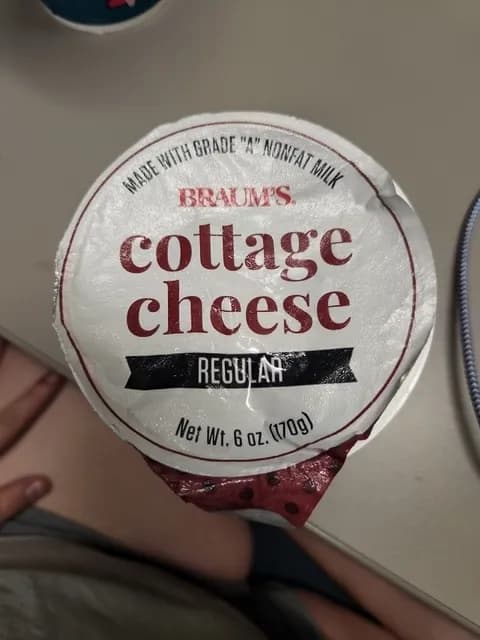 MADE WITH GRADE "A" NONFAT MILK
BRAUM'S.
cottage
cheese
REGULAR
Net Wt. 6 oz. (170g)